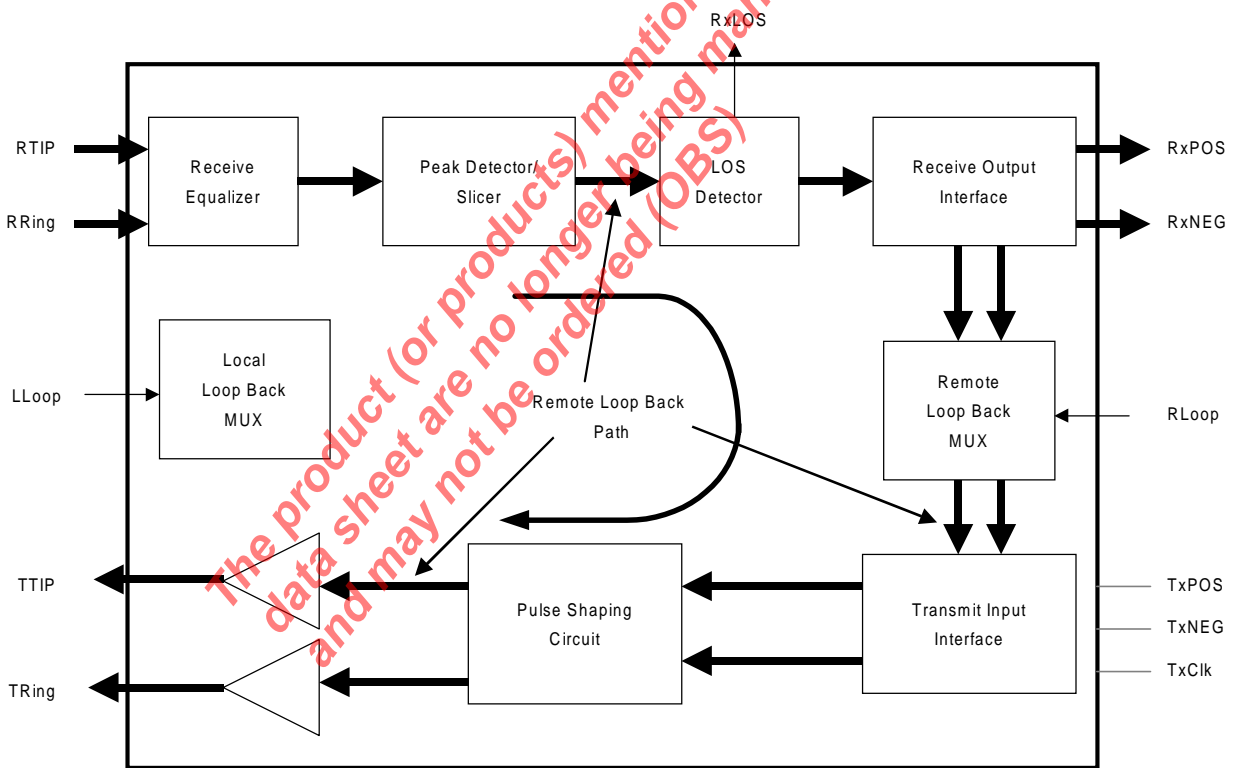 RxLOS
RTIP
RRing
Receive
Equalizer
Peak Detector/
Slicer
LOS
Detector
Receive Output
Interface
RxPOS
RxNEG
LLoop
Local
Loop Back
MUX
Remote Loop Back
Path
Remote
Loop Back
MUX
RLoop
TTIP
TRing
Pulse Shaping
Circuit
Transmit Input
Interface
TxPOS
TxNEG
TxClk
The product (or products) mention
data sheet are no longer being man
and may not be ordered (OBS)